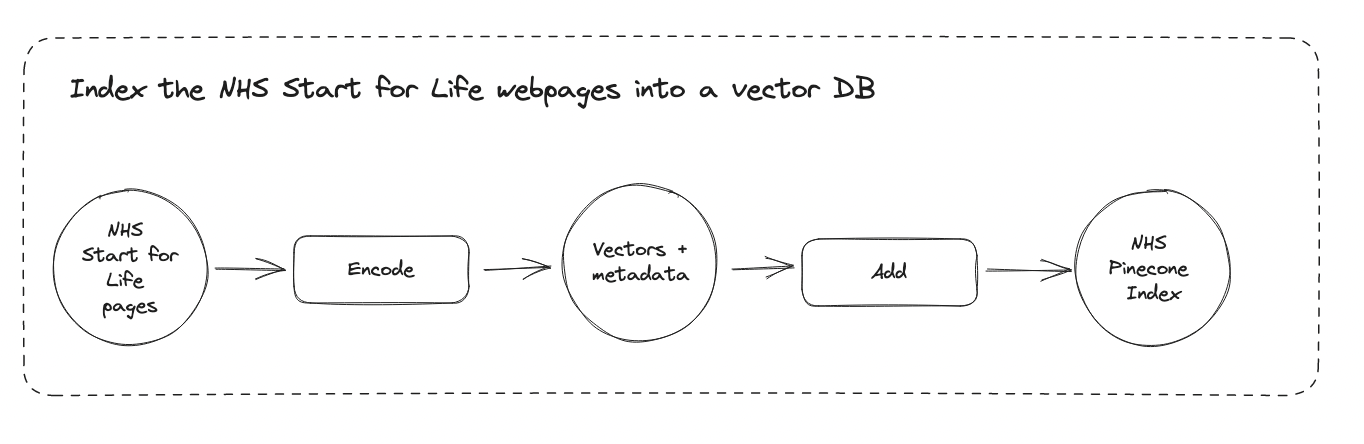 Index the NHS Start for Life webpages into a vector DB
NHS
Start for
Life
pages
Encode
Vectors +
metadata
Add
NHS
Pinecone
Index